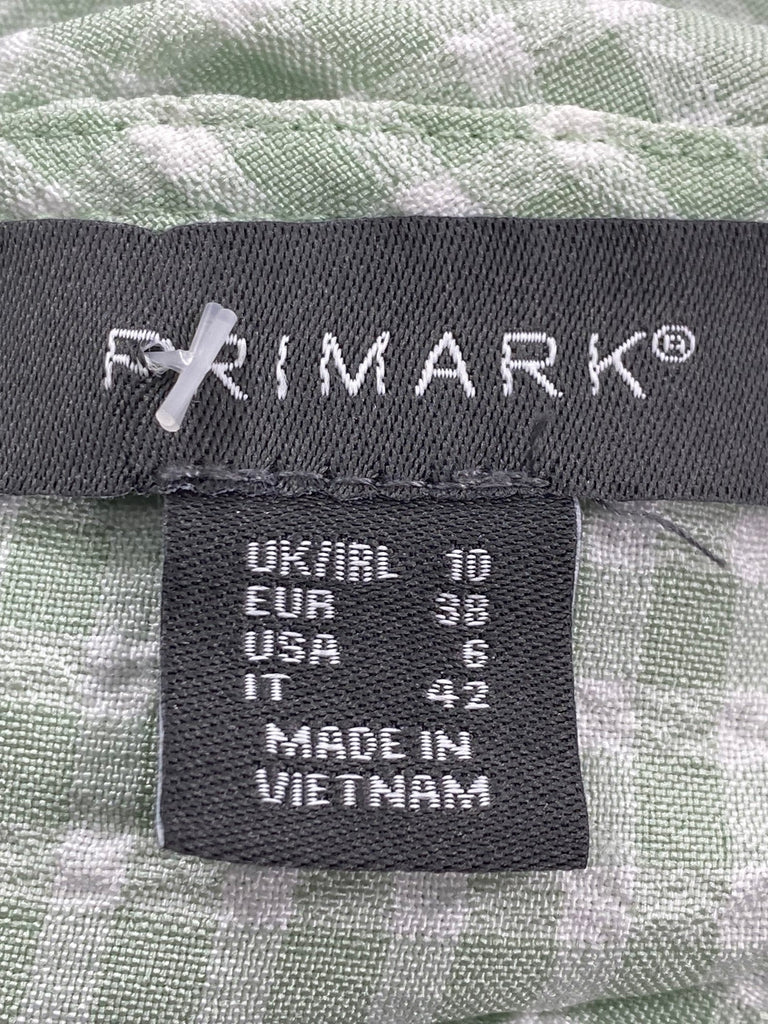 PRIMARK®
UK/IRL 10
EUR 38
USA 6
IT 42
MADE IN
VIETNAM